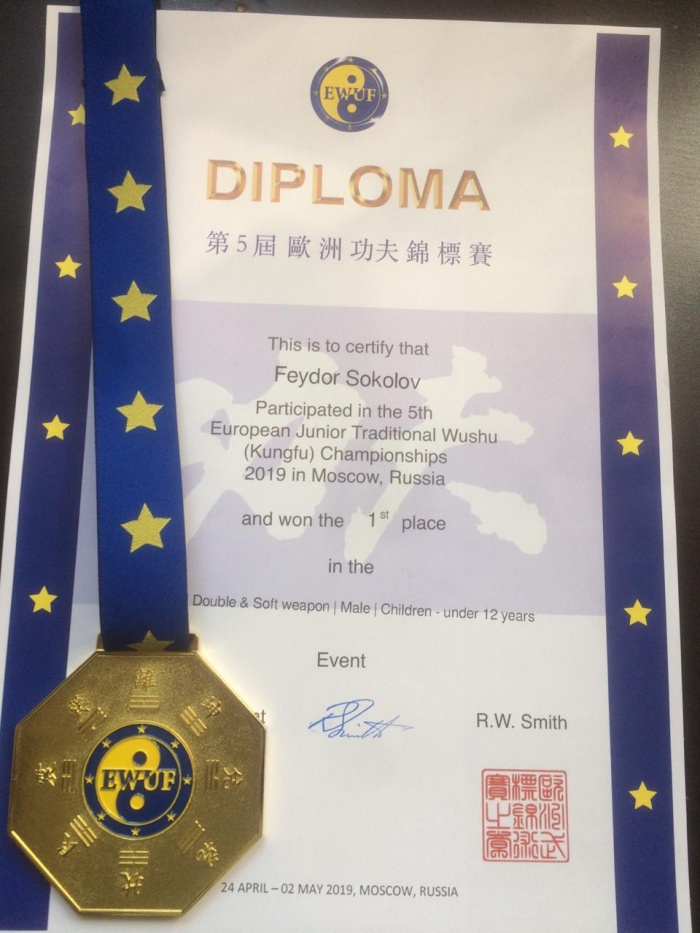 EWUF
DIPLOMA
第5屆歐洲功夫錦標賽
This is to certify that
Feydor Sokolov
Participated in the 5th
European Junior Traditional Wushu
(Kungfu) Championships
2019 in Moscow, Russia
and won the 1st place
in the
Double & Soft weapon | Male | Children - under 12 years
Event
R.W. Smith
EWUF
24 APRIL – 02 MAY 2019, MOSCOW, RUSSIA